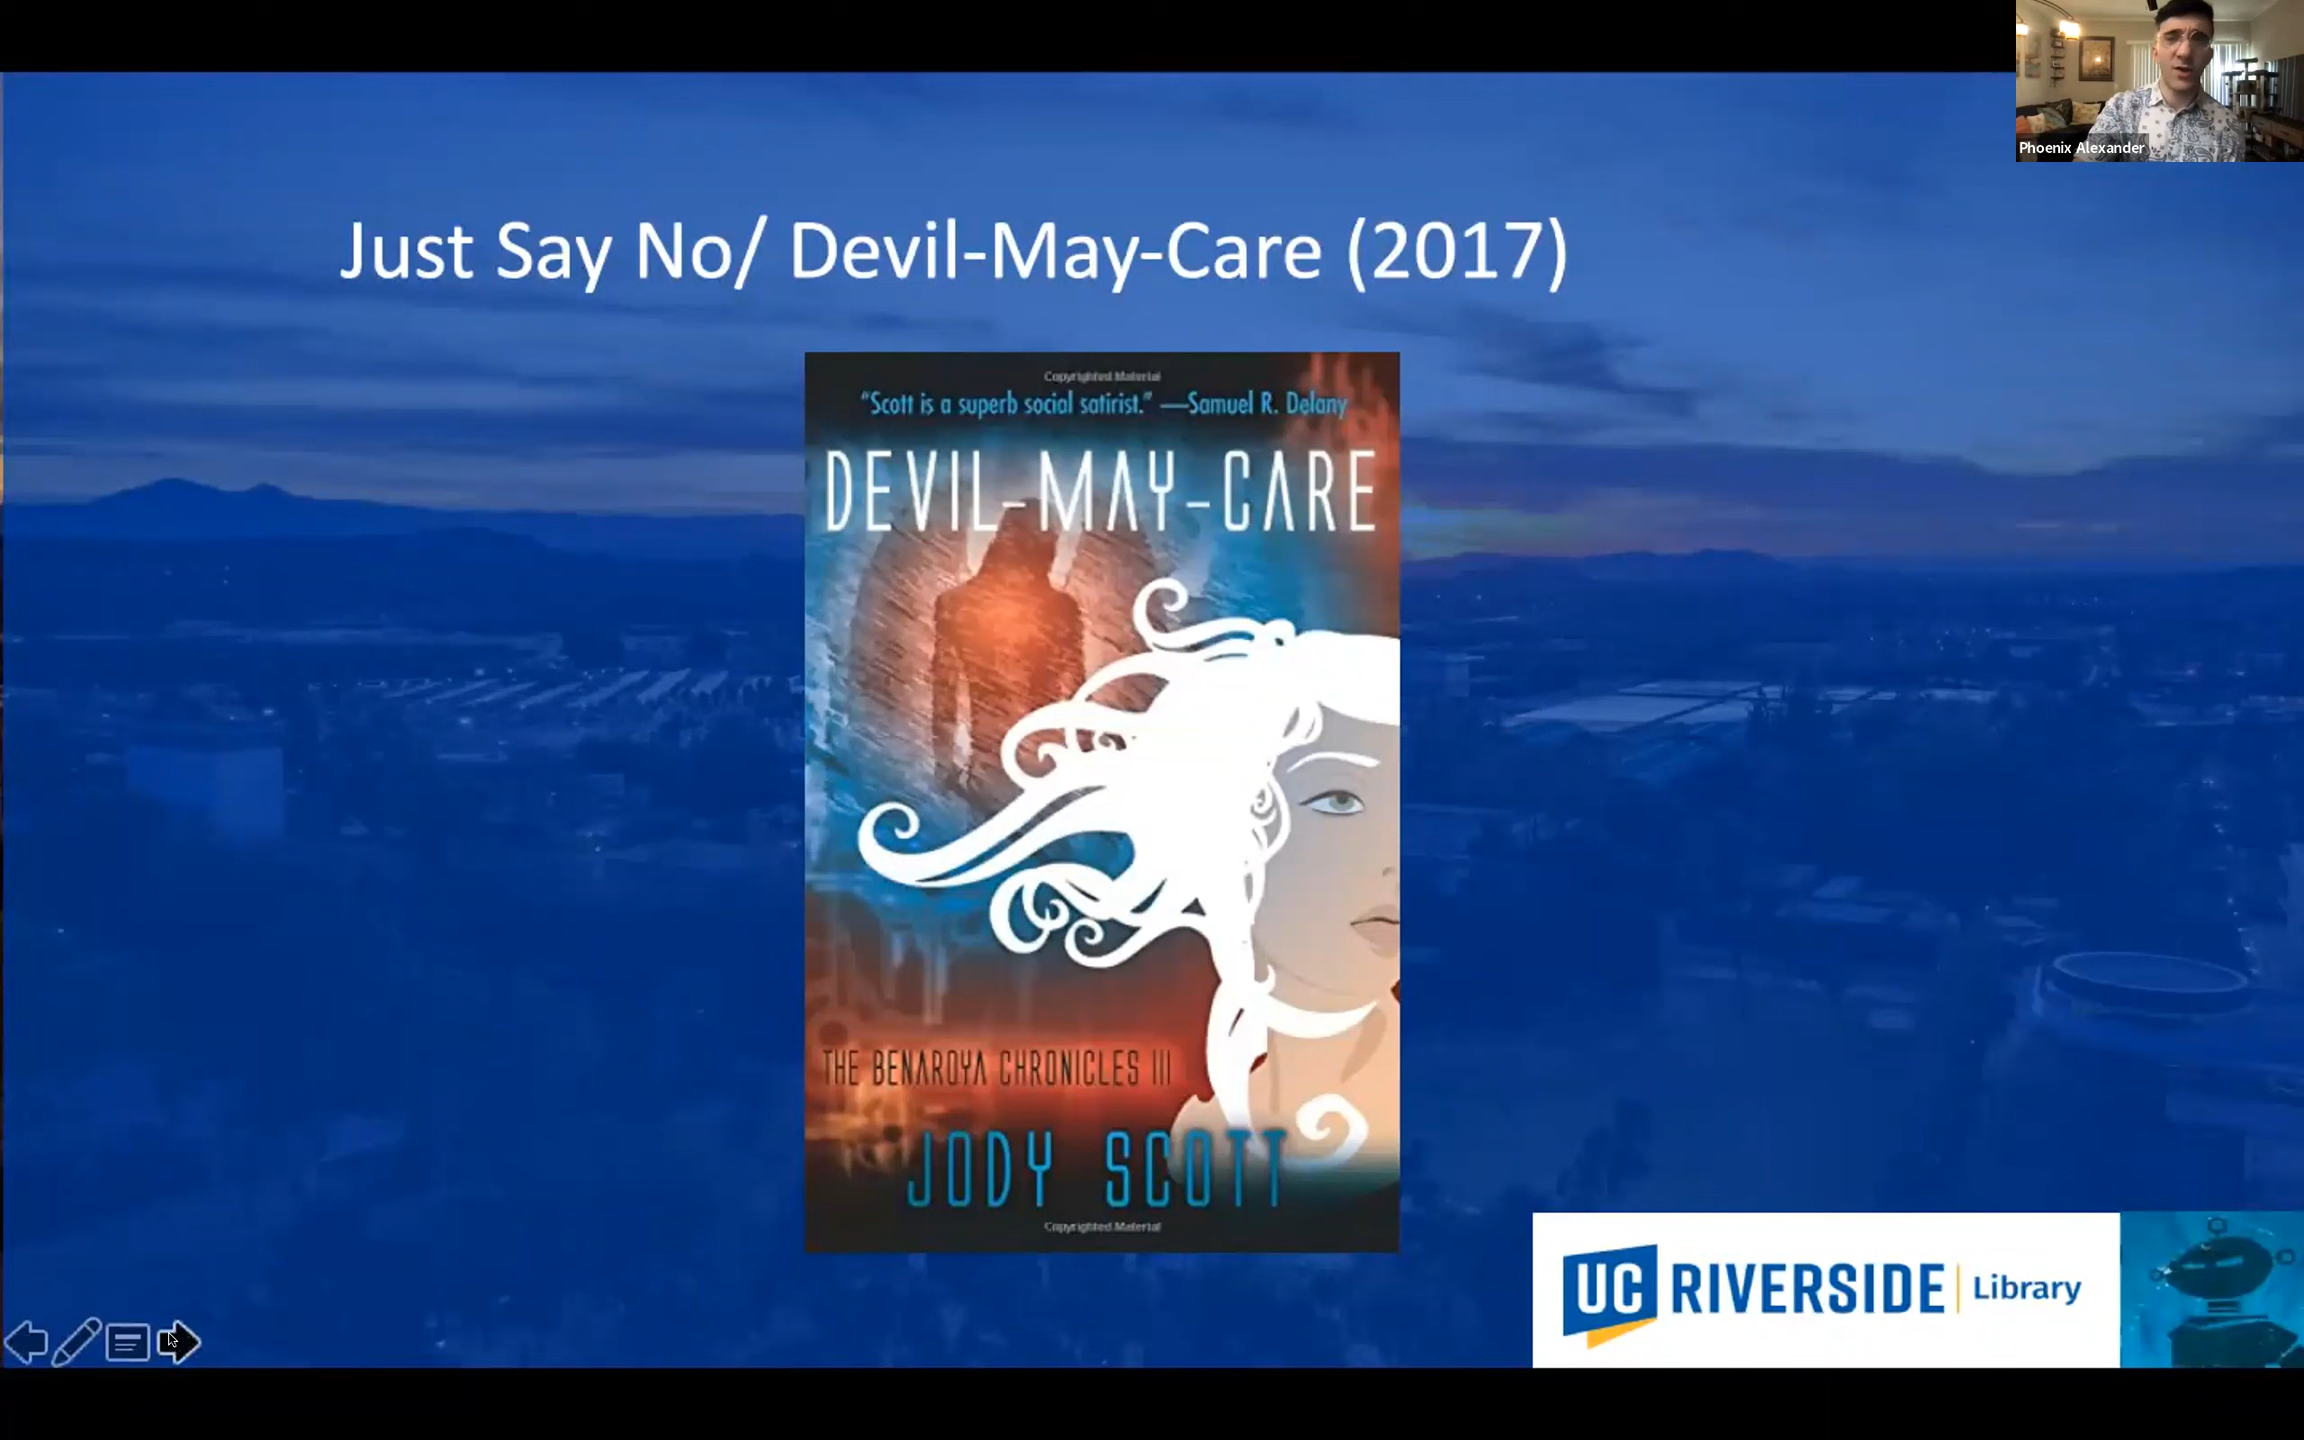 Phoenix Alexander
Just Say No/ Devil-May-Care (2017)
Copyrighted Material
"Scott is a superb social satirist." —Samuel R. Delany
DEVIL-MAY-CARE
THE BENAROYA CHRONICLES III
JODY SCOTT
Copyrighted Material
UC RIVERSIDE Library